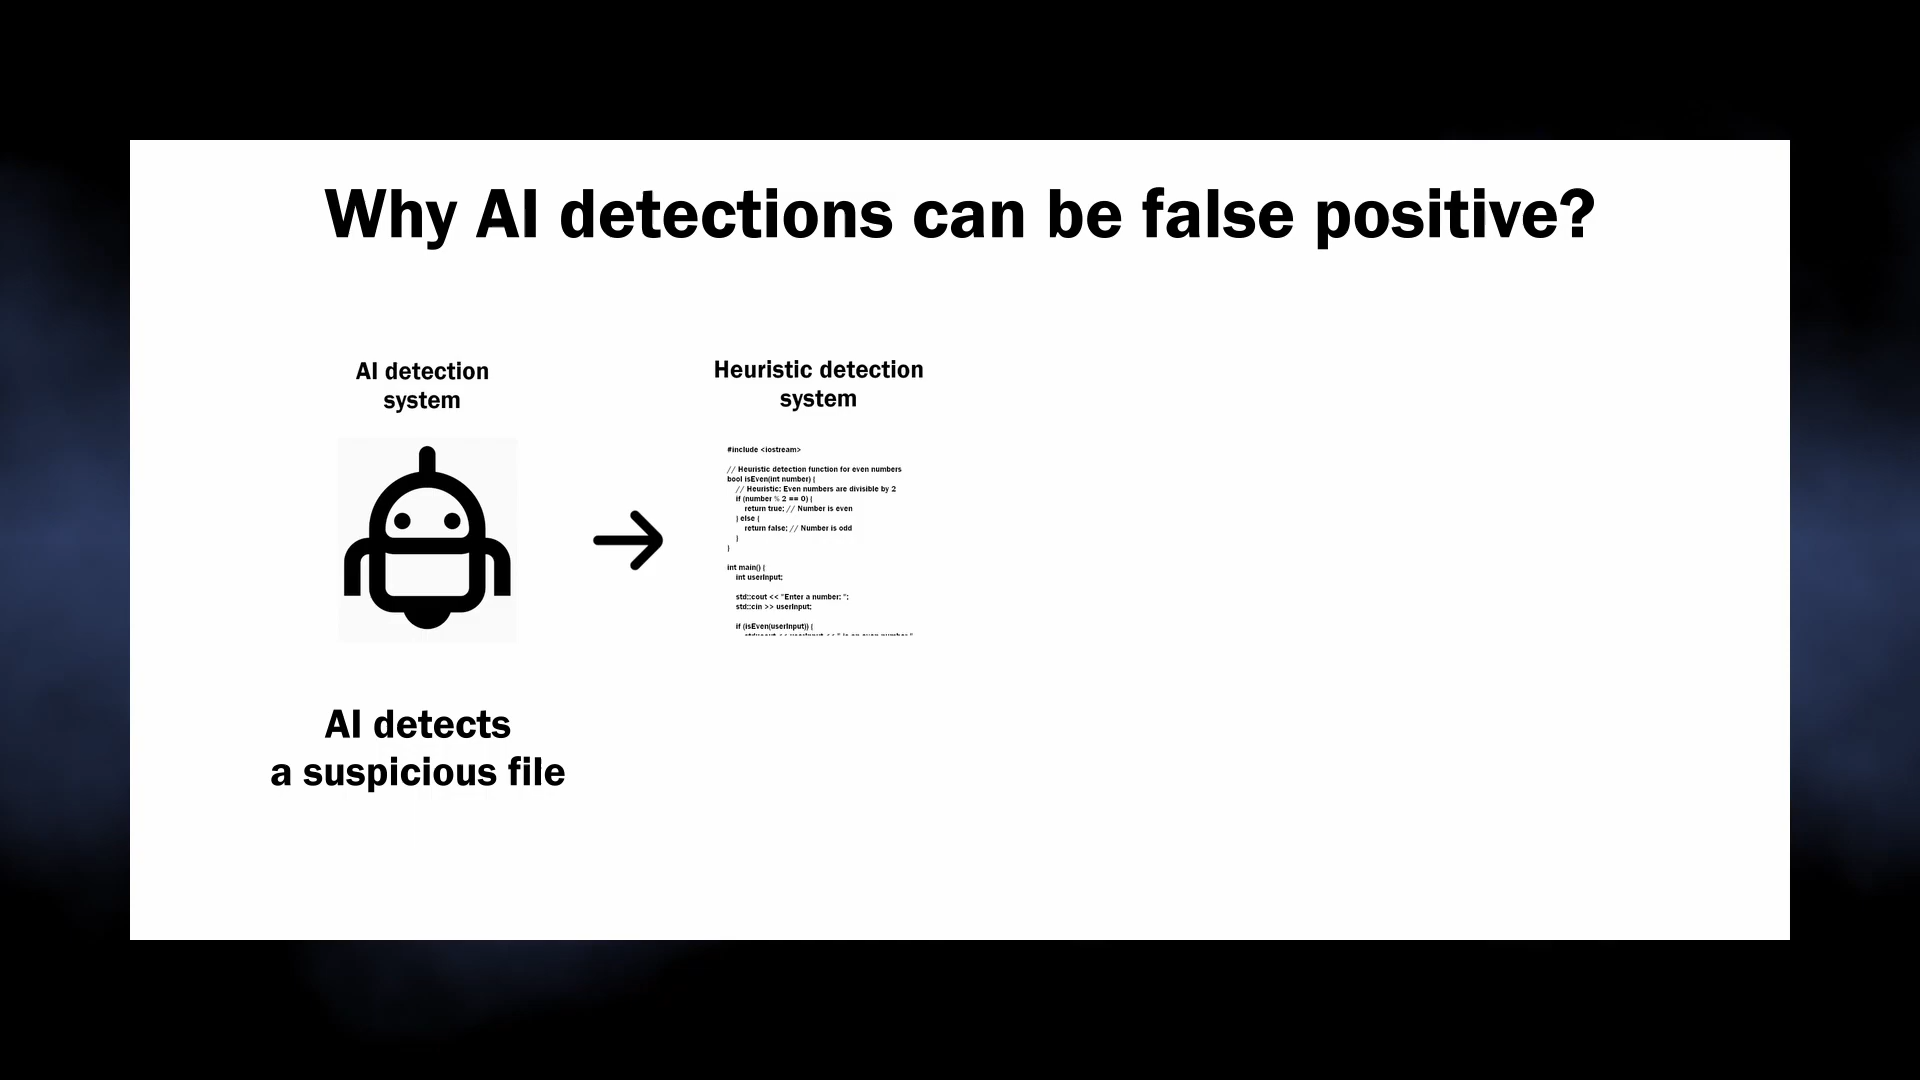 Why AI detections can be false positive?
AI detection
system
Heuristic detection
system
#include <iostream>
// Heuristic detection function for even numbers
bool isEven(int number) {
// Heuristic: Even numbers are divisible by 2
if (number % 2 == 0) {
return true; // Number is even
} else {
return false; // Number is odd
}
}
int main() {
int userInput;
std::cout << "Enter a number: ";
std::cin >> userInput;
if (isEven(userInput)) {
AI detects
a suspicious file